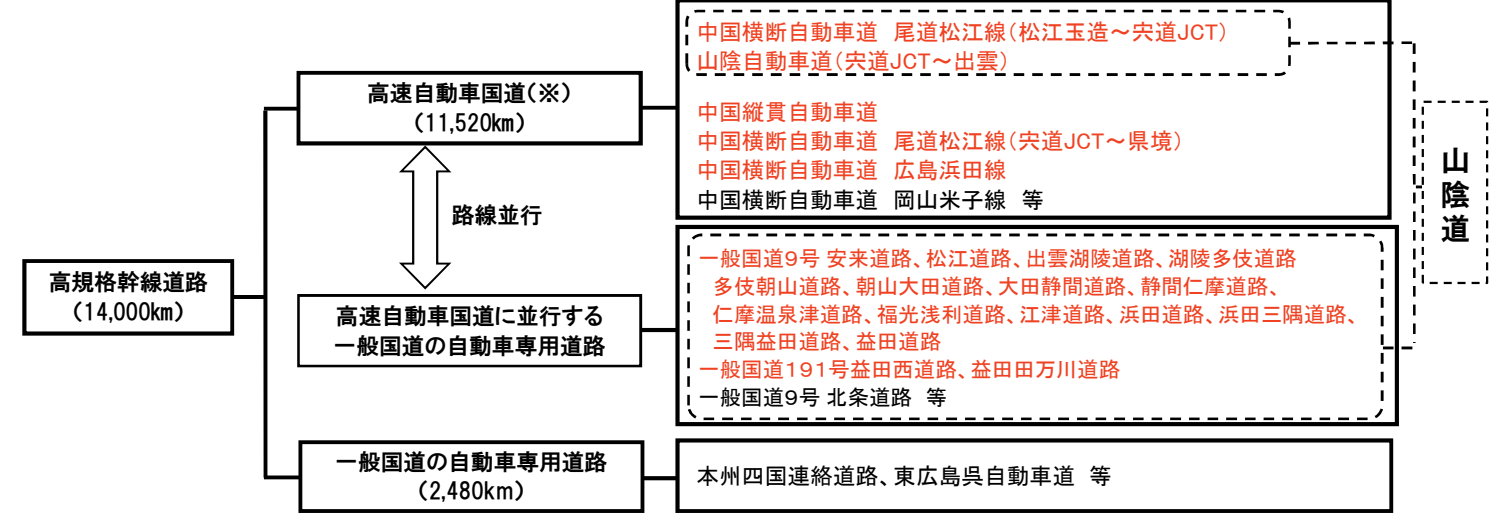 高規格幹線道路
(14,000km)
高速自動車国道(※)
(11,520km)
路線並行
高速自動車国道に並行する
一般国道の自動車専用道路
一般国道の自動車専用道路
(2,480km)
中国横断自動車道 尾道松江線(松江玉造～宍道JCT)
山陰自動車道(宍道JCT～出雲)
中国縦貫自動車道
中国横断自動車道 尾道松江線(宍道JCT～県境)
中国横断自動車道 広島浜田線
中国横断自動車道 岡山米子線 等
一般国道9号 安来道路、松江道路、出雲湖陵道路、湖陵多伎道路
多伎朝山道路、朝山大田道路、大田静間道路、静間仁摩道路、
仁摩温泉津道路、福光浅利道路、江津道路、浜田道路、浜田三隅道路、
三隅益田道路、益田道路
一般国道191号益田西道路、益田田万川道路
一般国道9号 北条道路 等
本州四国連絡道路、東広島呉自動車道 等
山陰道